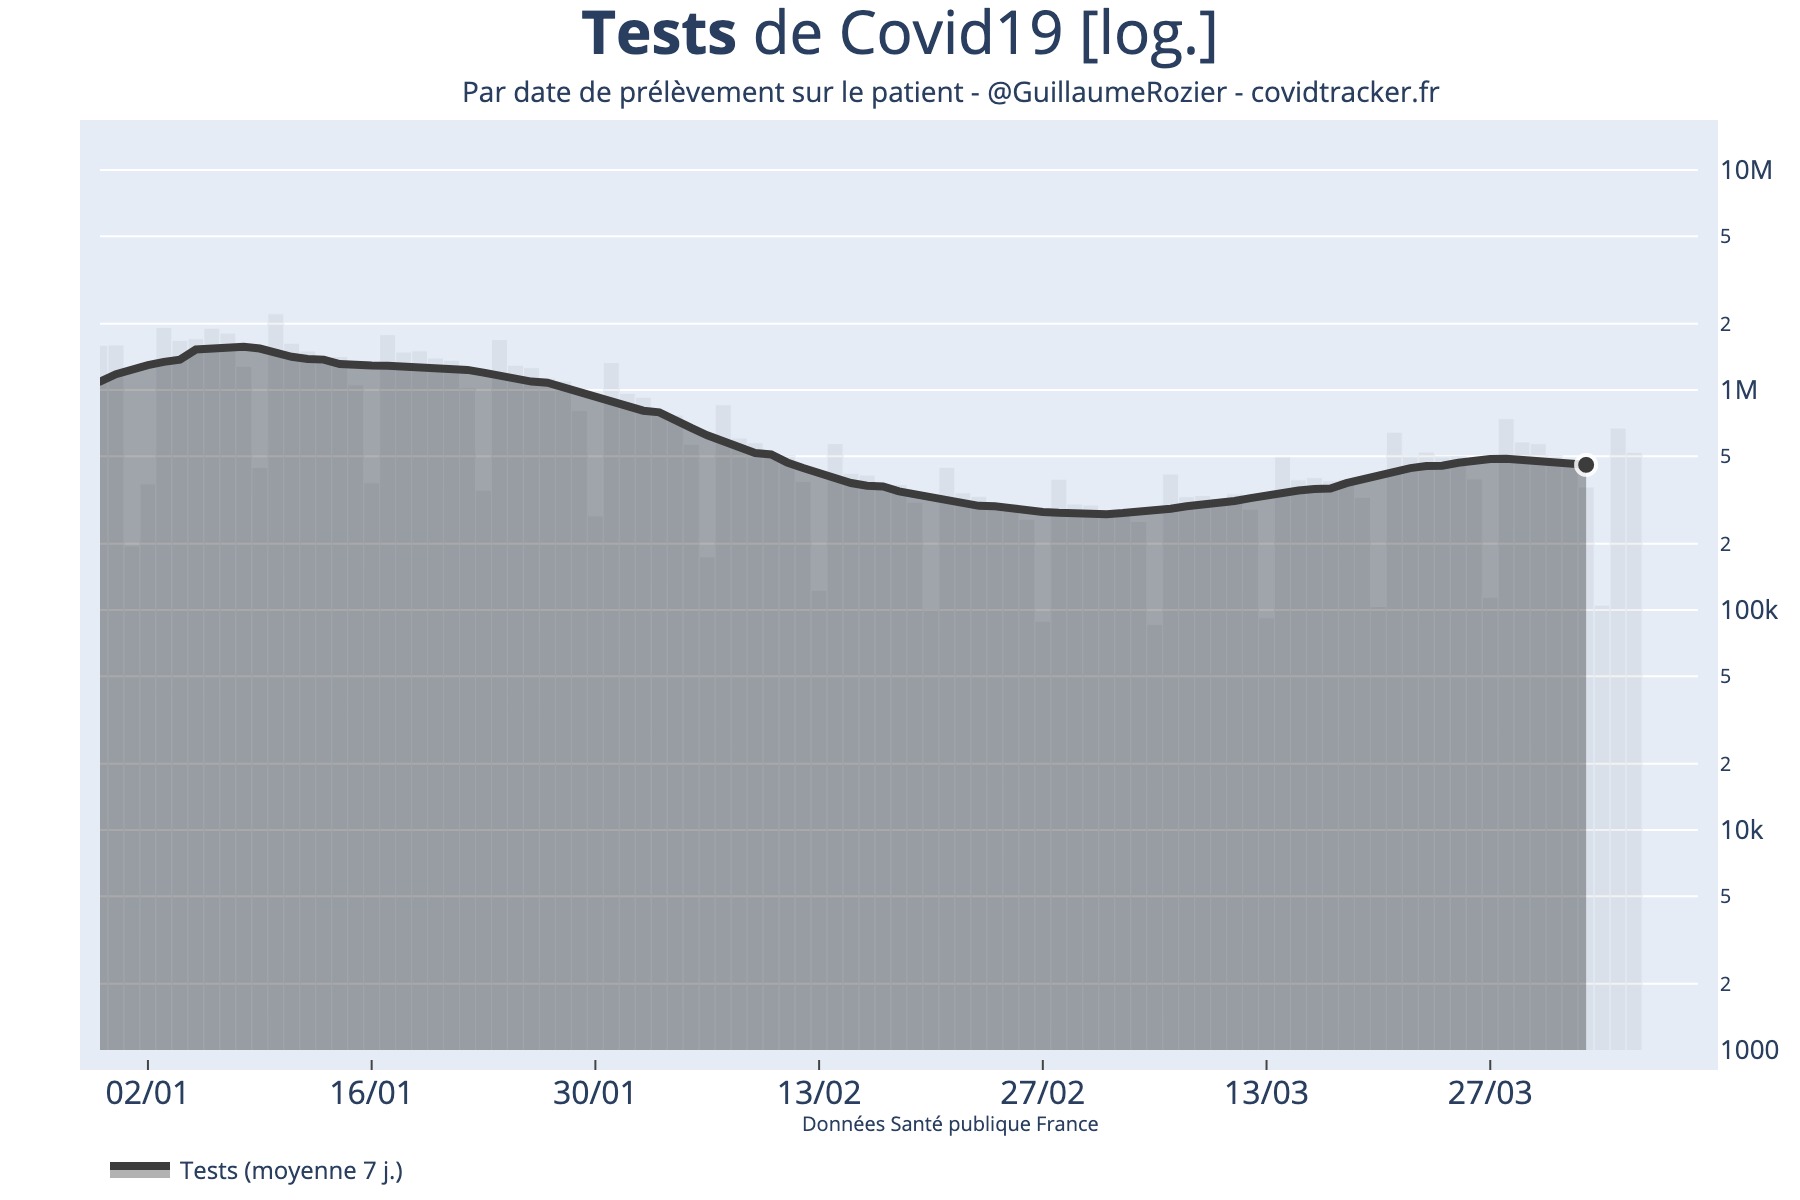 Tests de Covid19 [log.]
Par date de prélèvement sur le patient - @GuillaumeRozier - covidtracker.fr
10M
5
2
1M
5
2
100k
5
2
10k
5
2
1000
02/01 16/01 30/01 13/02 27/02 13/03 27/03
Données Santé publique France
Tests (moyenne 7 j.)